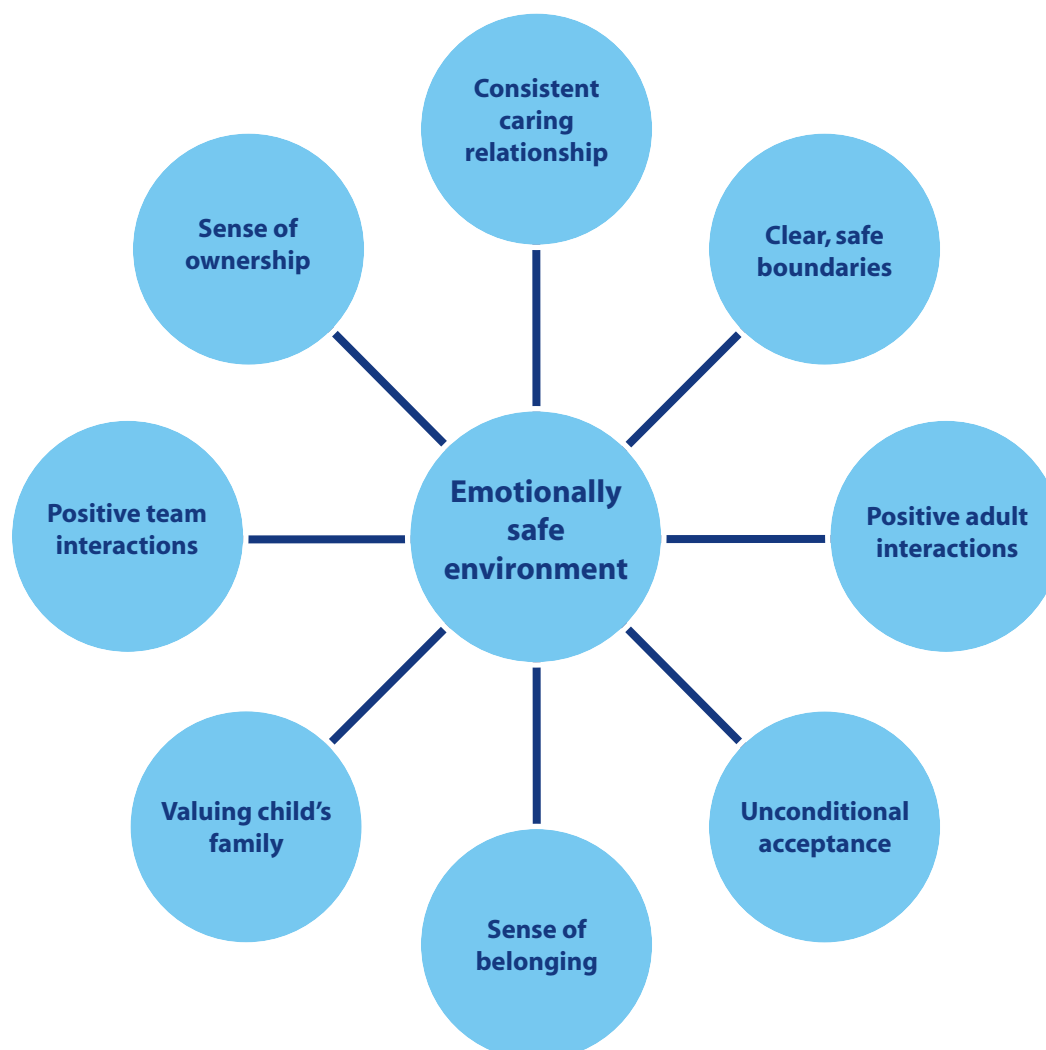 Consistent
caring
relationship
Sense of
ownership
Clear, safe
boundaries
Positive team
interactions
Emotionally
safe
environment
Positive adult
interactions
Valuing child’s
family
Unconditional
acceptance
Sense of
belonging